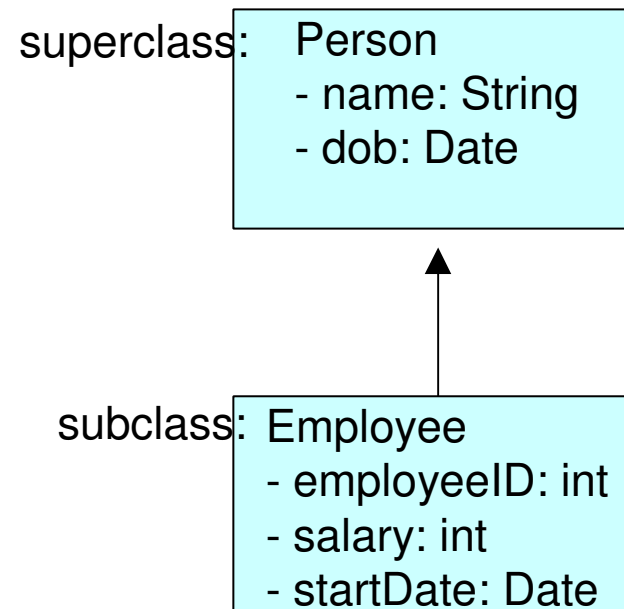 superclass: Person
- name: String
- dob: Date
subclass: Employee
- employeeID: int
- salary: int
- startDate: Date